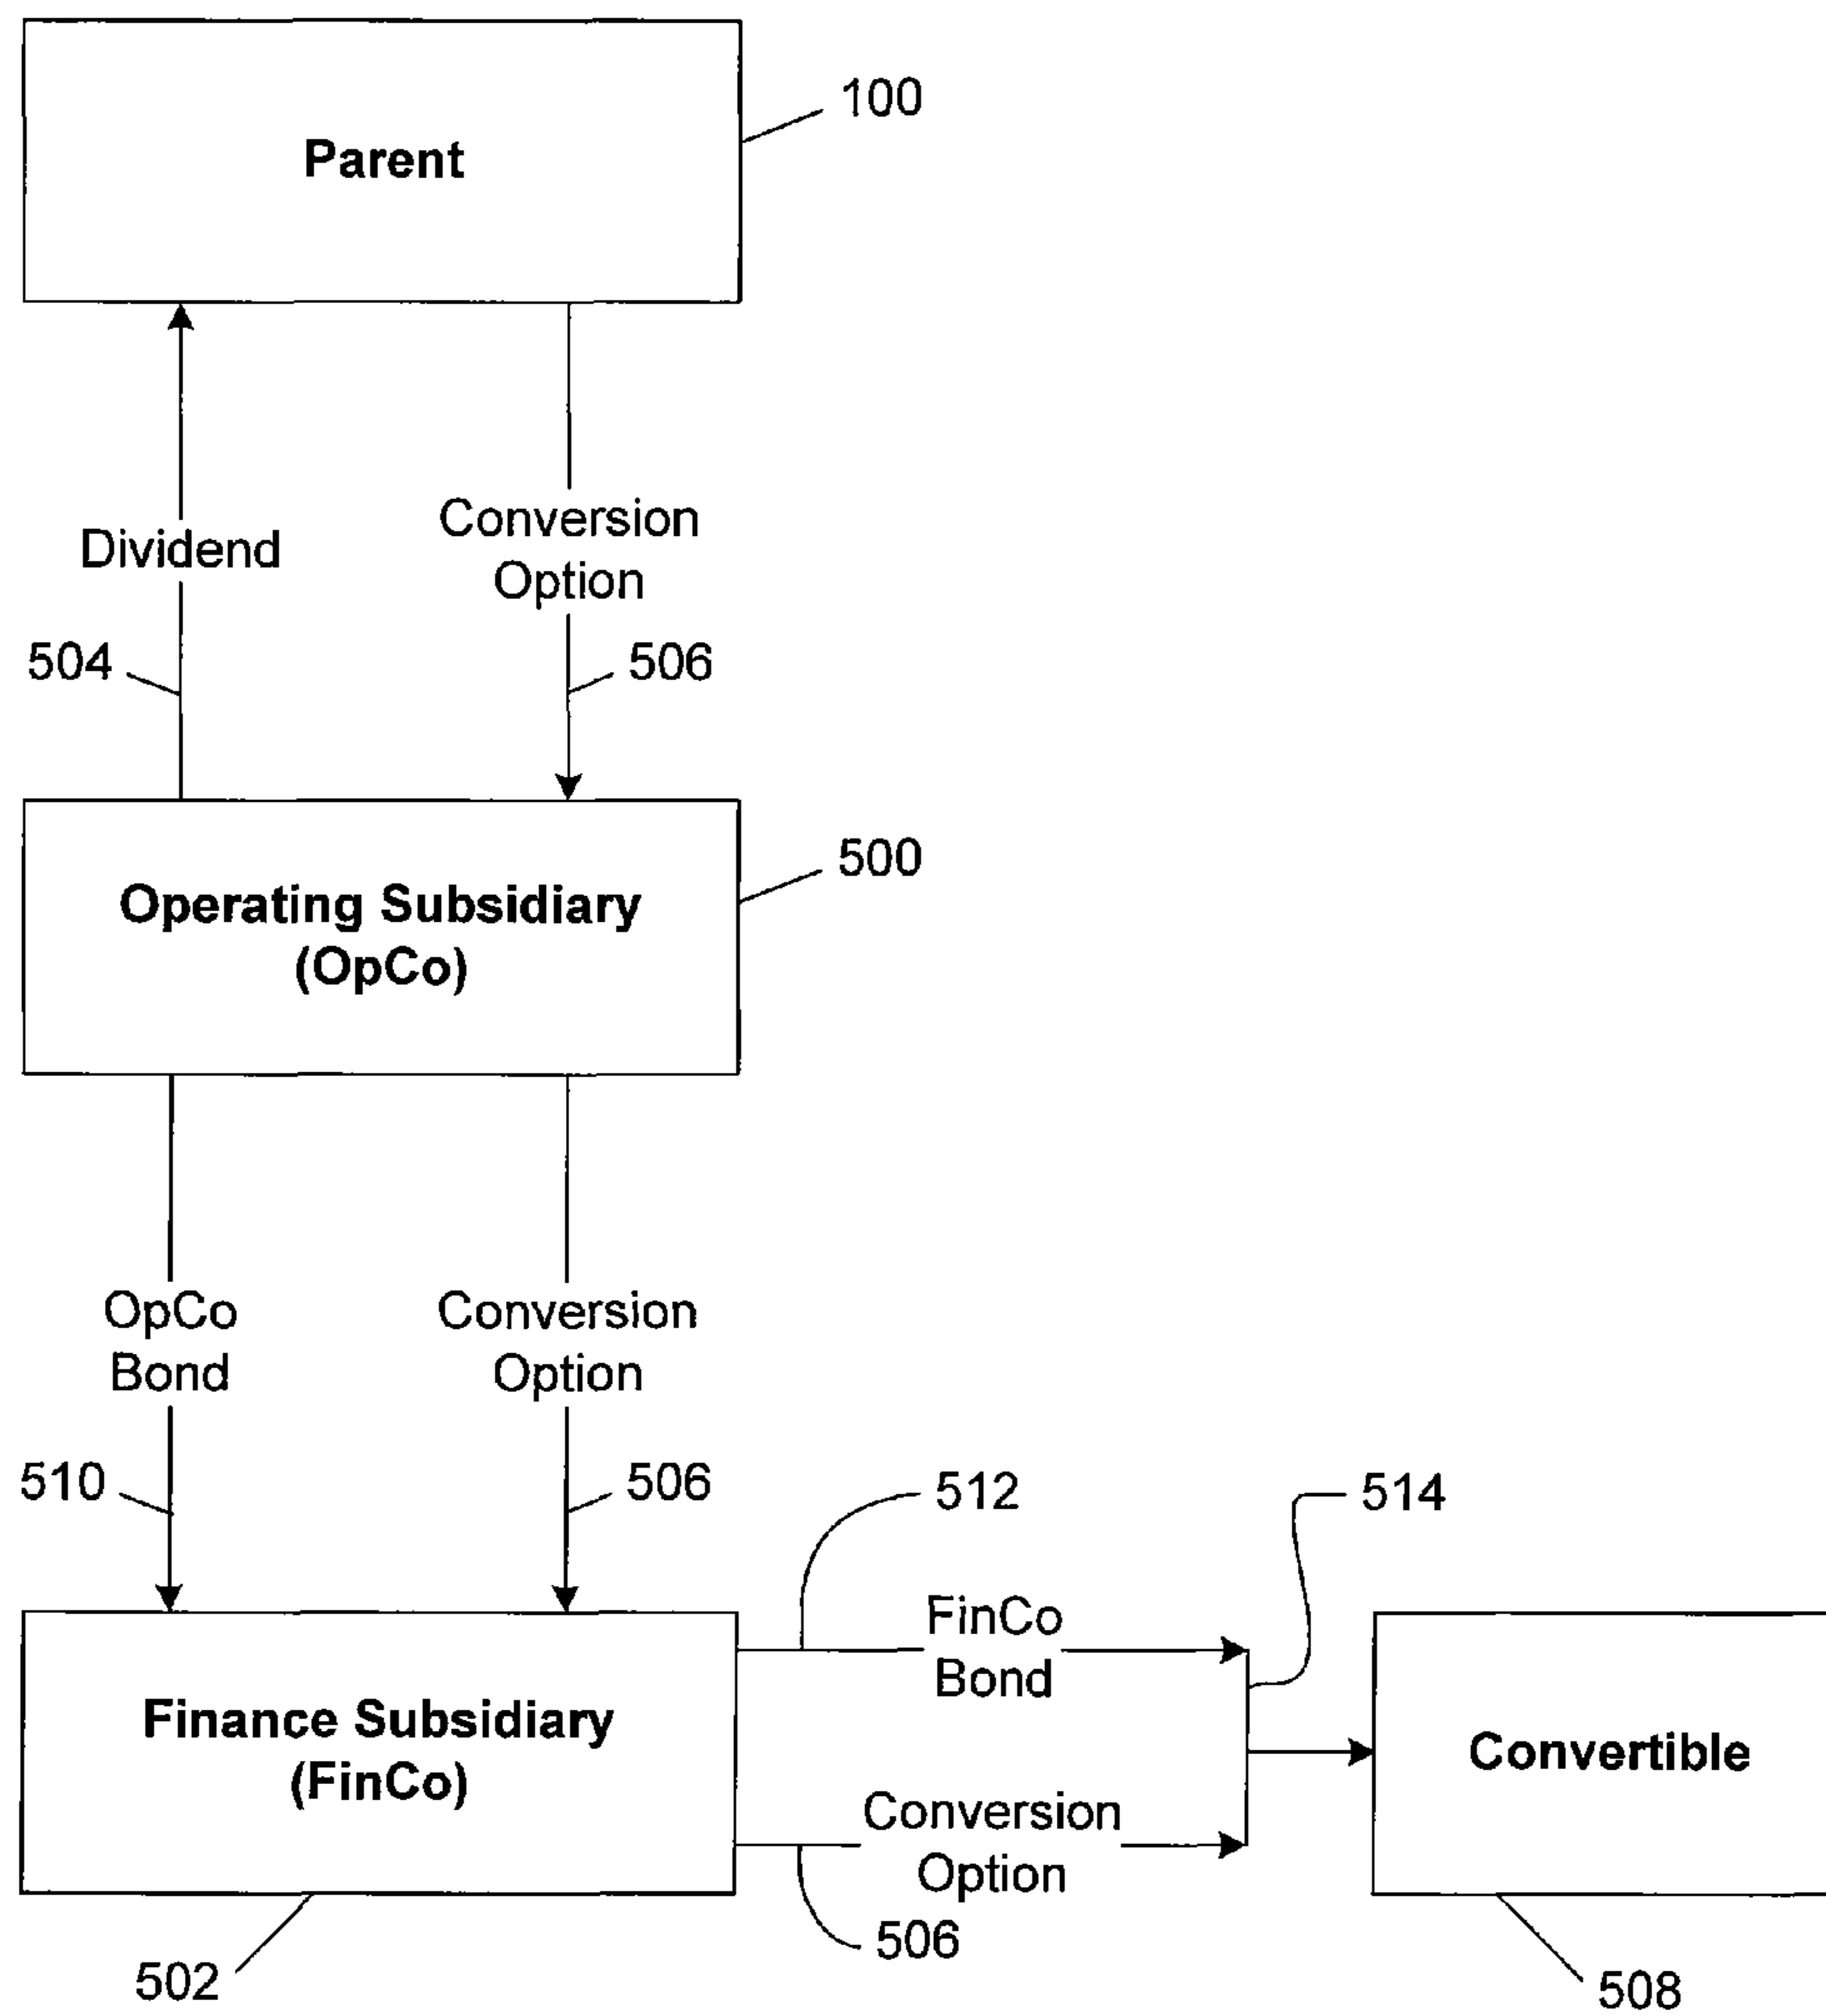 100
Parent
Conversion
Option
Dividend
504
506
500
Operating Subsidiary
(OpCo)
OpCo
Bond
Conversion
Option
510
506
512
514
FinCo
Bond
Finance Subsidiary
(FinCo)
Convertible
Conversion
Option
506
502
508